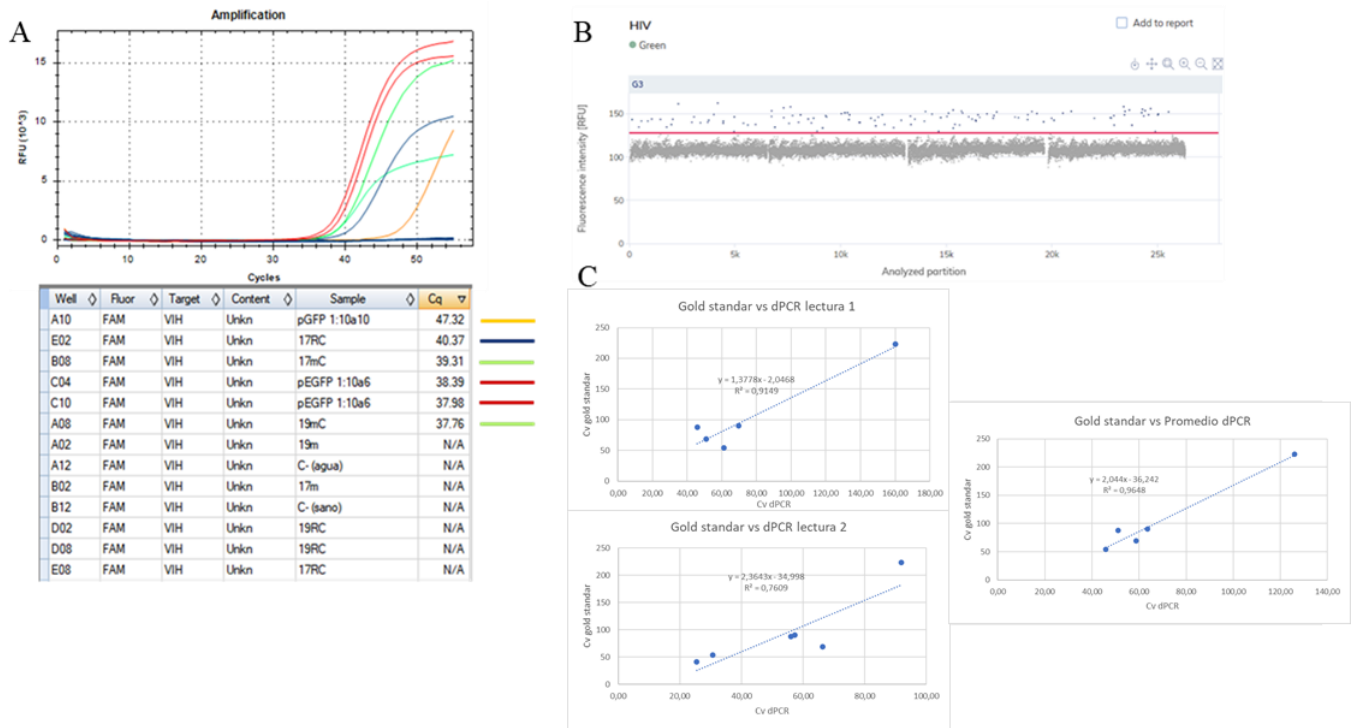 A
Amplification
RFU (10^3)
15
10
5
0
0 10 20 30 40 50
Cycles
Well Fluor Target Content Sample Cq
A10 FAM VIH Unkn pGFP 1:10a10 47.32
E02 FAM VIH Unkn 17RC 40.37
B08 FAM VIH Unkn 17mC 39.31
C04 FAM VIH Unkn pEGFP 1:10a6 38.39
C10 FAM VIH Unkn pEGFP 1:10a6 37.98
A08 FAM VIH Unkn 19mC 37.76
A02 FAM VIH Unkn 19m N/A
A12 FAM VIH Unkn C- (agua) N/A
B02 FAM VIH Unkn 17m N/A
B12 FAM VIH Unkn C- (sano) N/A
D02 FAM VIH Unkn 19RC N/A
D08 FAM VIH Unkn 19RC N/A
E08 FAM VIH Unkn 17RC N/A
B
HIV
Add to report
Green
G3
Fluorescence intensity [RFU]
150
100
50
0
0 5k 10k 15k 20k 25k
Analyzed partition
C
Gold standar vs dPCR lectura 1
Cv gold standar
250
200
150
100
50
0
y = 1,3778x - 2,0468
R² = 0,9149
0,00 20,00 40,00 60,00 80,00 100,00 120,00 140,00 160,00 180,00
Cv dPCR
Gold standar vs dPCR lectura 2
Cv gold standar
250
200
150
100
50
0
y = 2,3643x - 34,998
R² = 0,7609
0,00 20,00 40,00 60,00 80,00 100,00
Cv dPCR
Gold standar vs Promedio dPCR
Cv gold standar
250
200
150
100
50
0
y = 2,044x - 36,242
R² = 0,9648
0,00 20,00 40,00 60,00 80,00 100,00 120,00 140,00
Cv dPCR